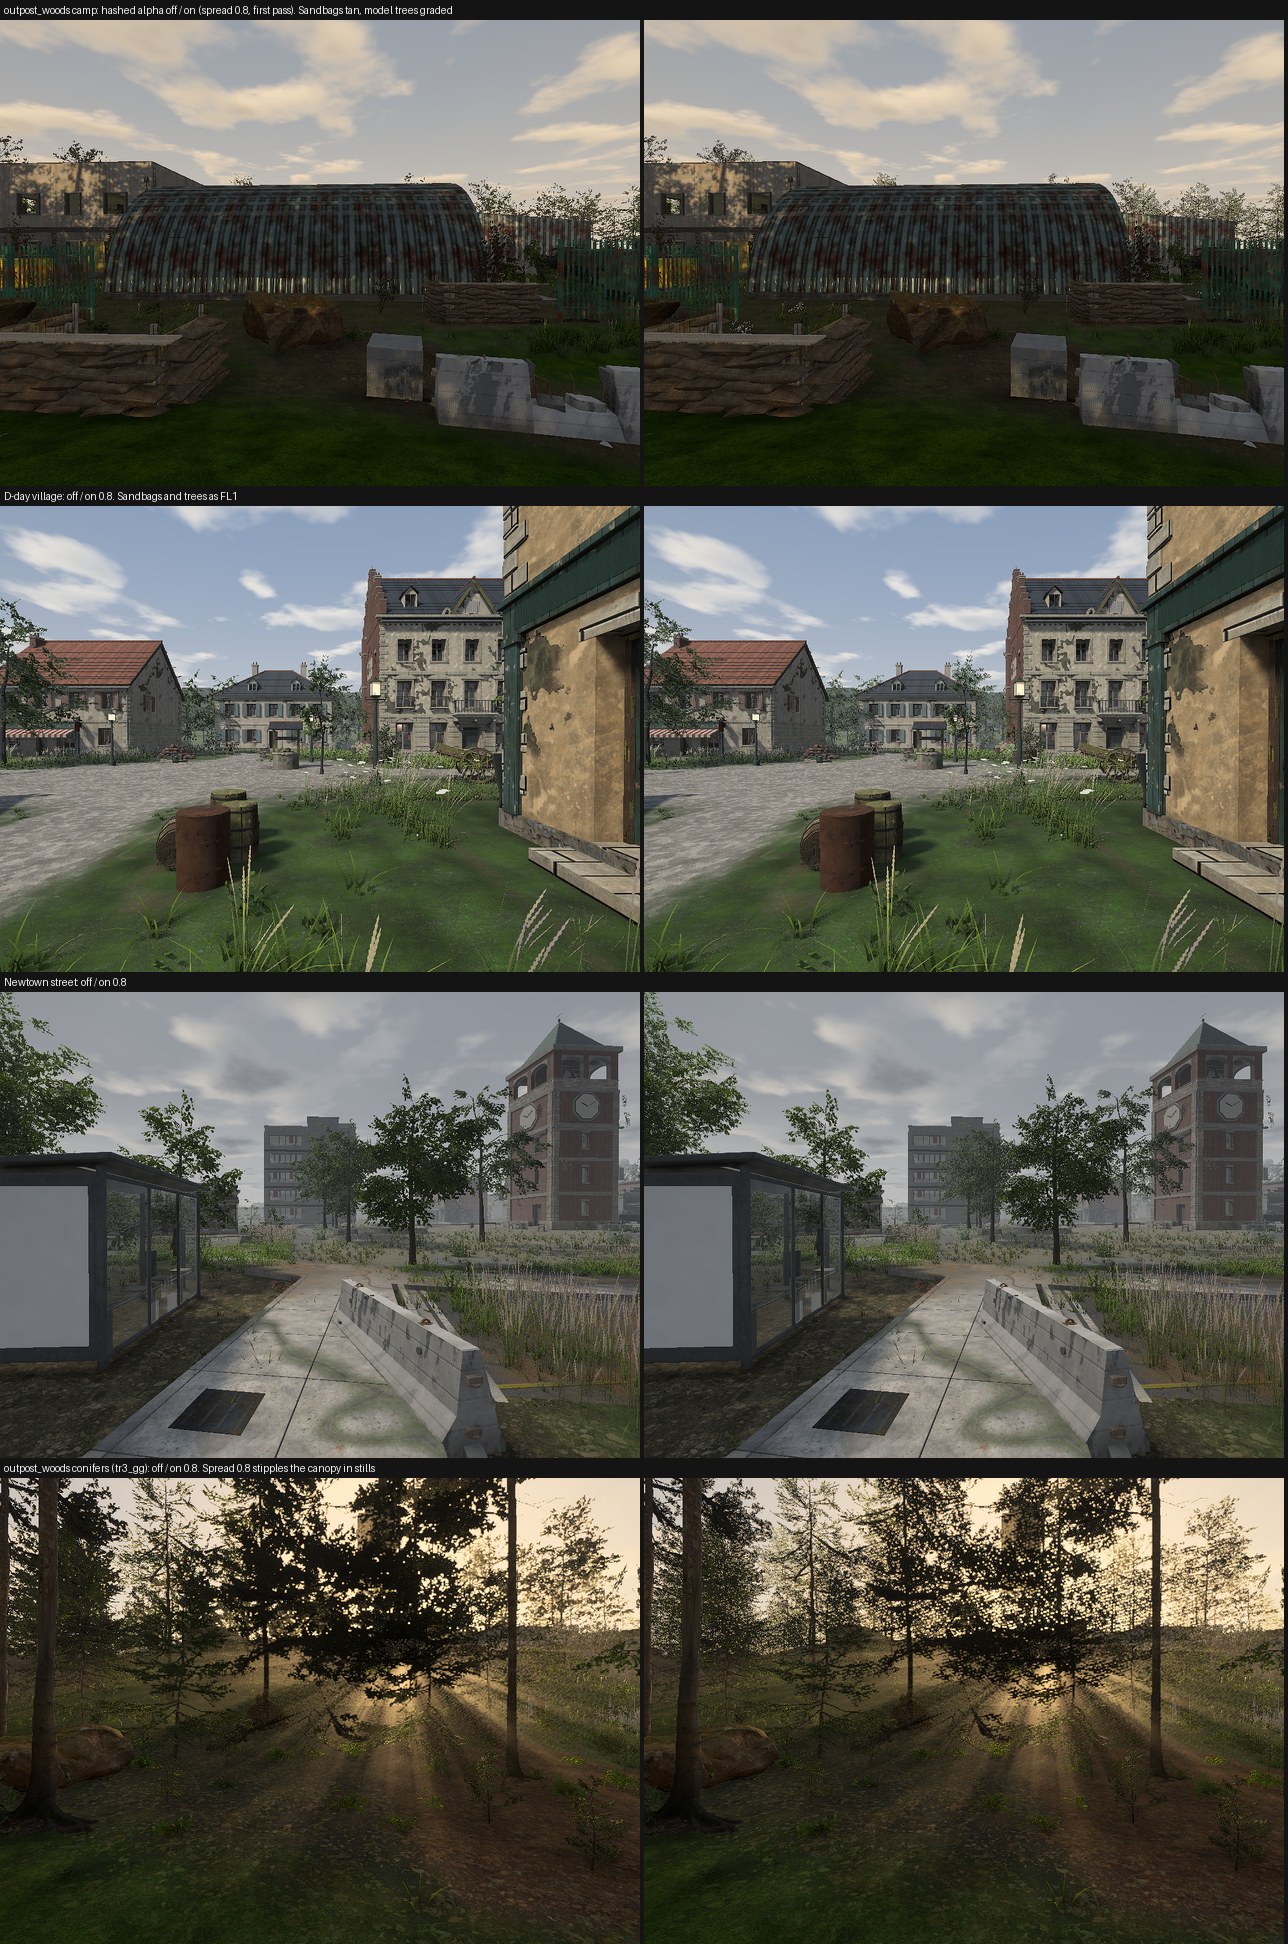 outpost_woods camp: hashed alpha off / on (spread 0.8, first pass). Sandbags tan, model trees graded
D-day village: off / on 0.8. Sandbags and trees as FL1
Newtown street: off / on 0.8
outpost_woods conifers (tr3_gg): off / on 0.8. Spread 0.8 stipples the canopy in stills